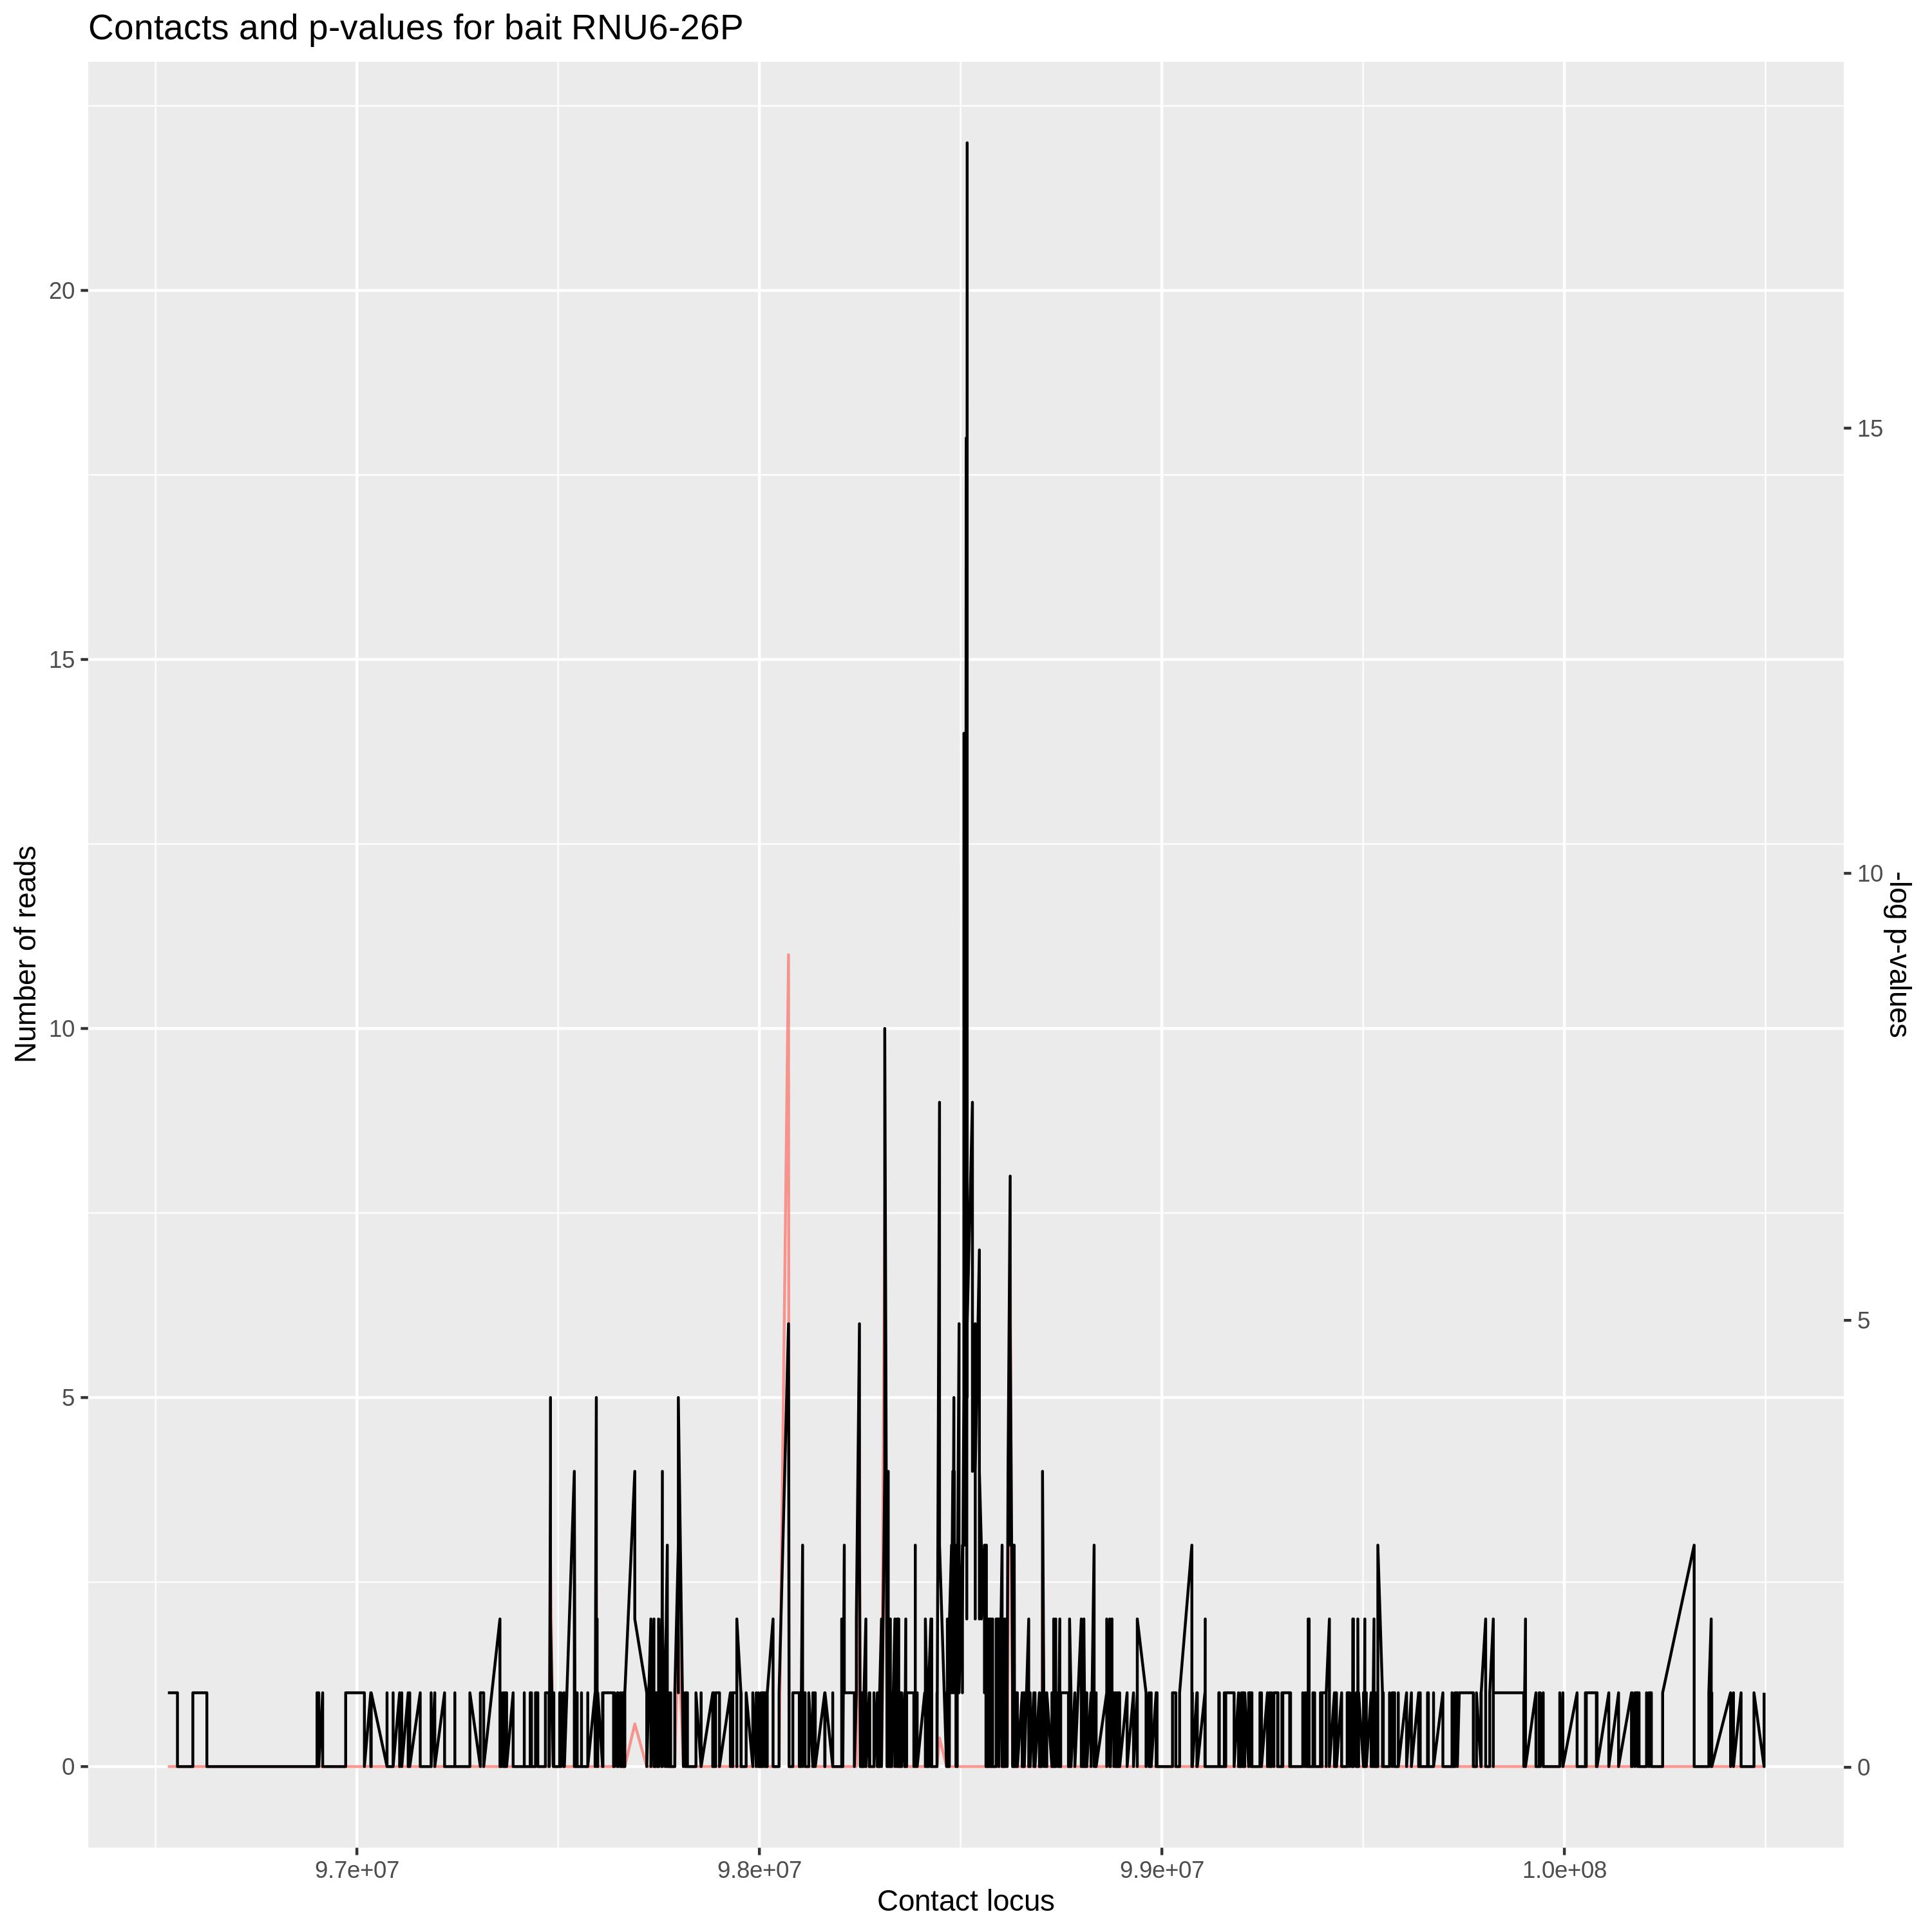 Contacts and p-values for bait RNU6-26P
20
15
10
5
0
Number of reads
15
10
5
0
-log p-values
9.7e+07
9.8e+07
9.9e+07
1.0e+08
Contact locus